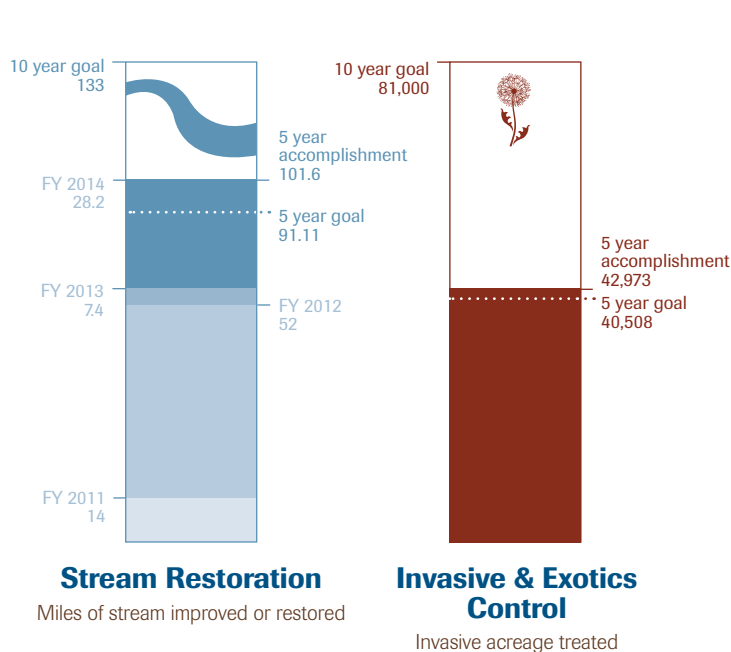 10 year goal
133
5 year
accomplishment
101.6
FY 2014
28.2
5 year goal
91.11
FY 2013
7.4
FY 2012
52
FY 2011
14
Stream Restoration
Miles of stream improved or restored
10 year goal
81,000
5 year
accomplishment
42,973
5 year goal
40,508
Invasive & Exotics
Control
Invasive acreage treated